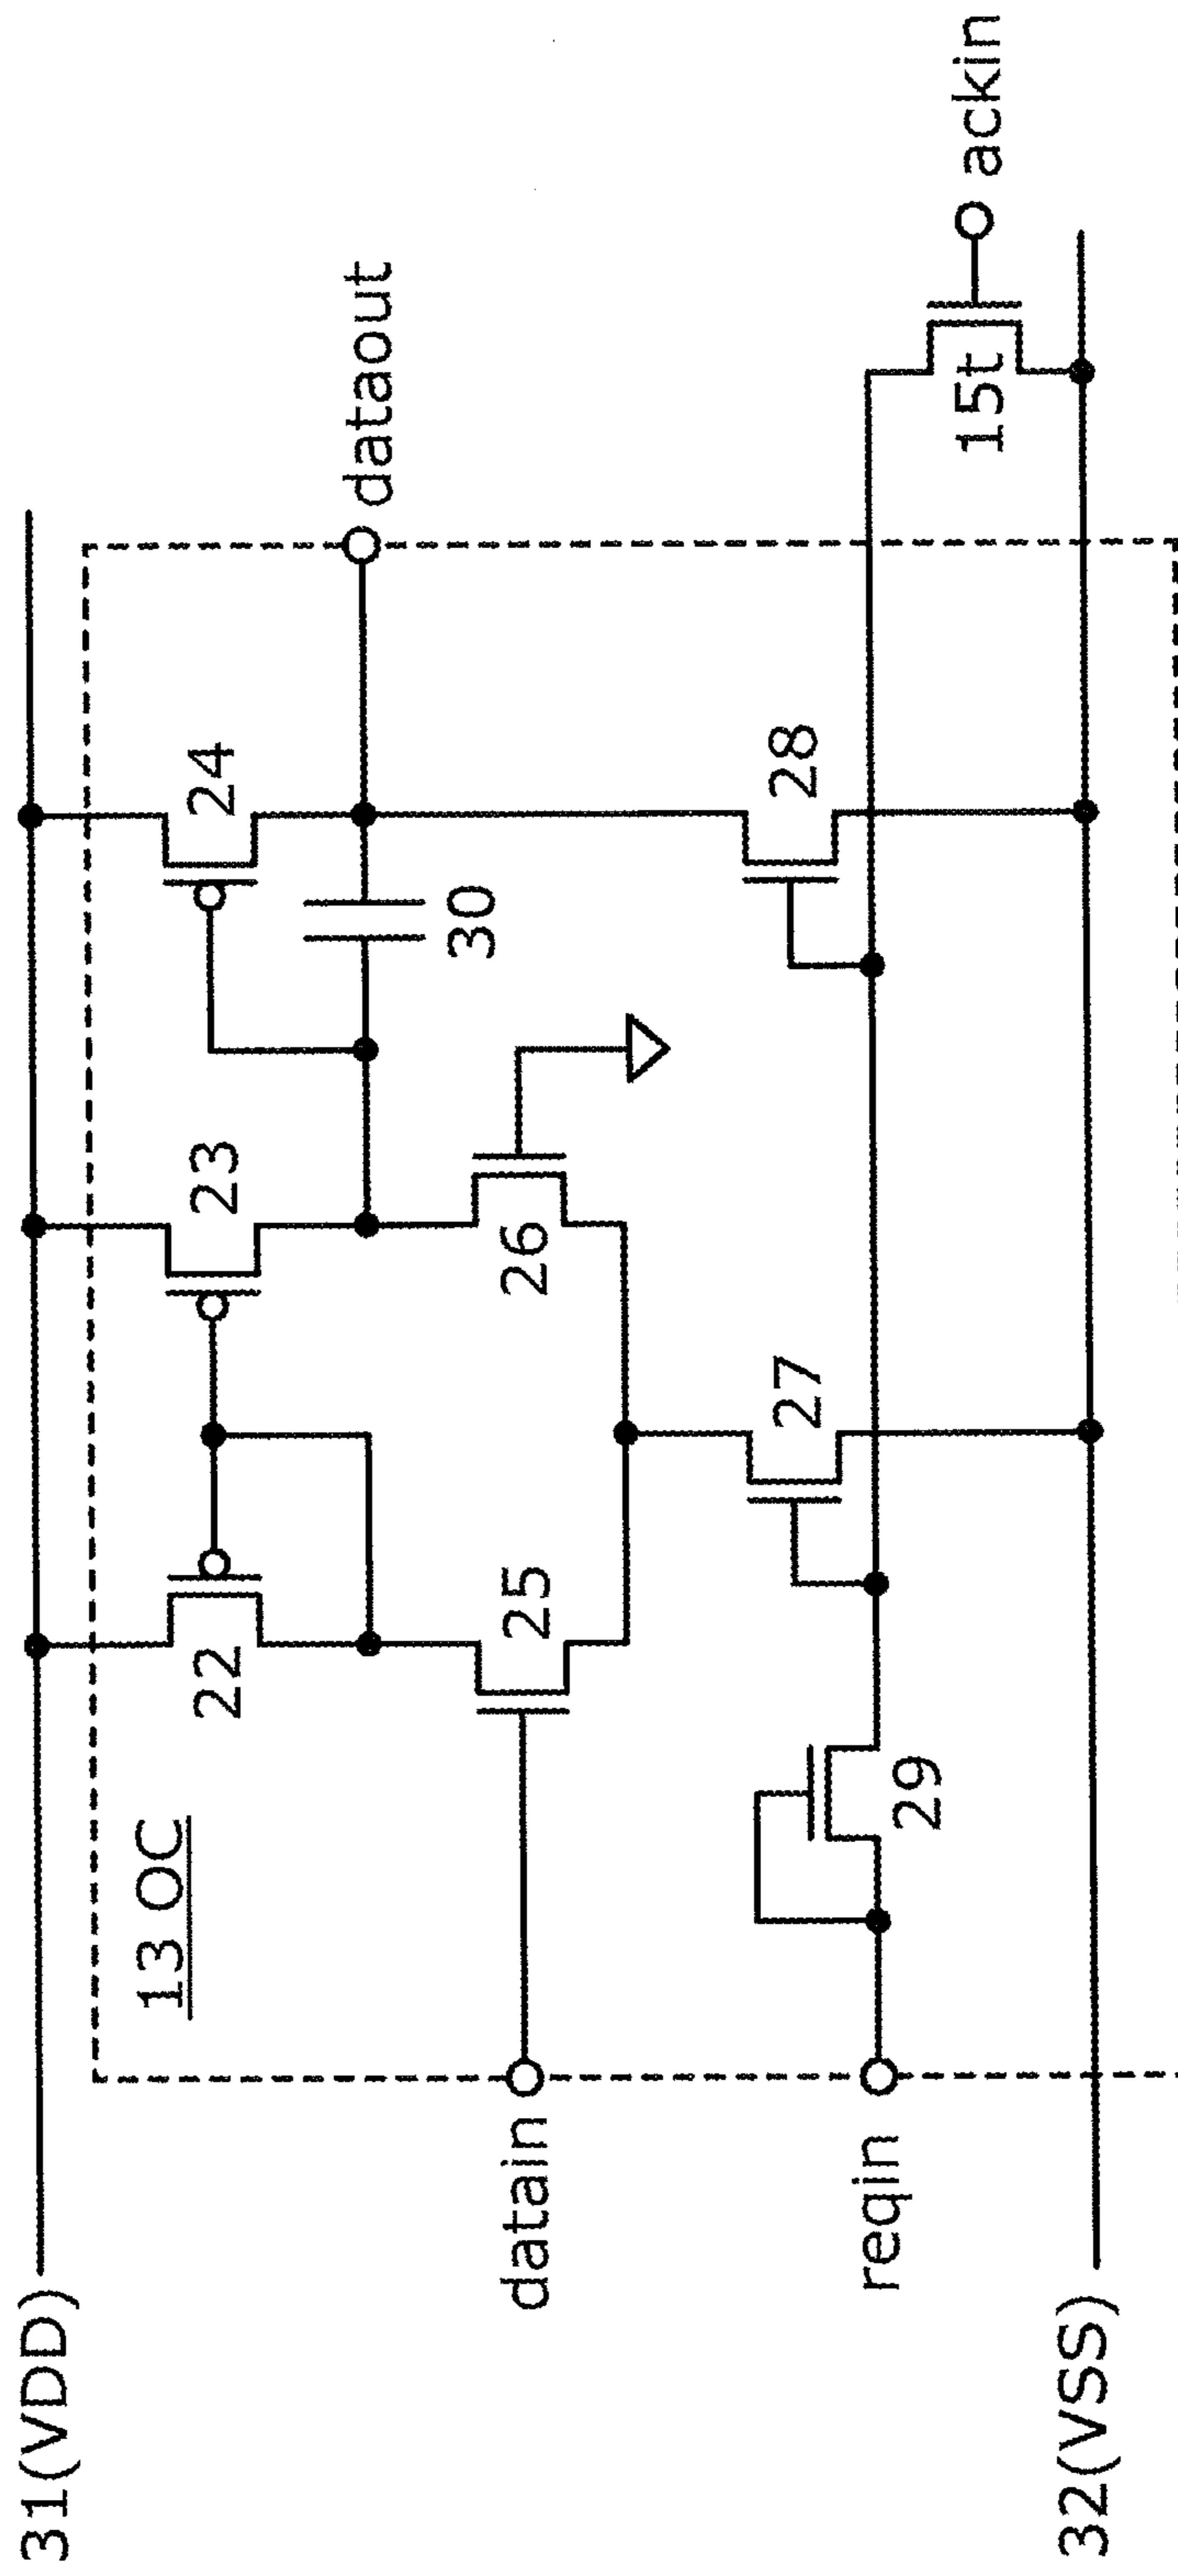 31(VDD)
13 OC
22
23
24
30
dataout
datain
25
26
27
28
reqin
29
15t
ackin
32(VSS)